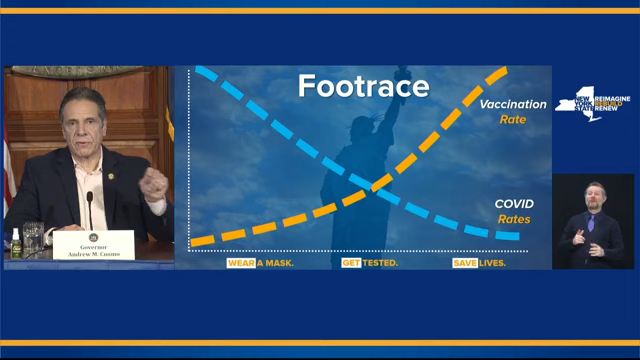 Footrace
Vaccination
Rate
COVID
Rates
WEAR A MASK.
GET TESTED.
SAVE LIVES.
Governor
Andrew M. Cuomo
NEW YORK STATE
REIMAGINE
REBUILD
RENEW